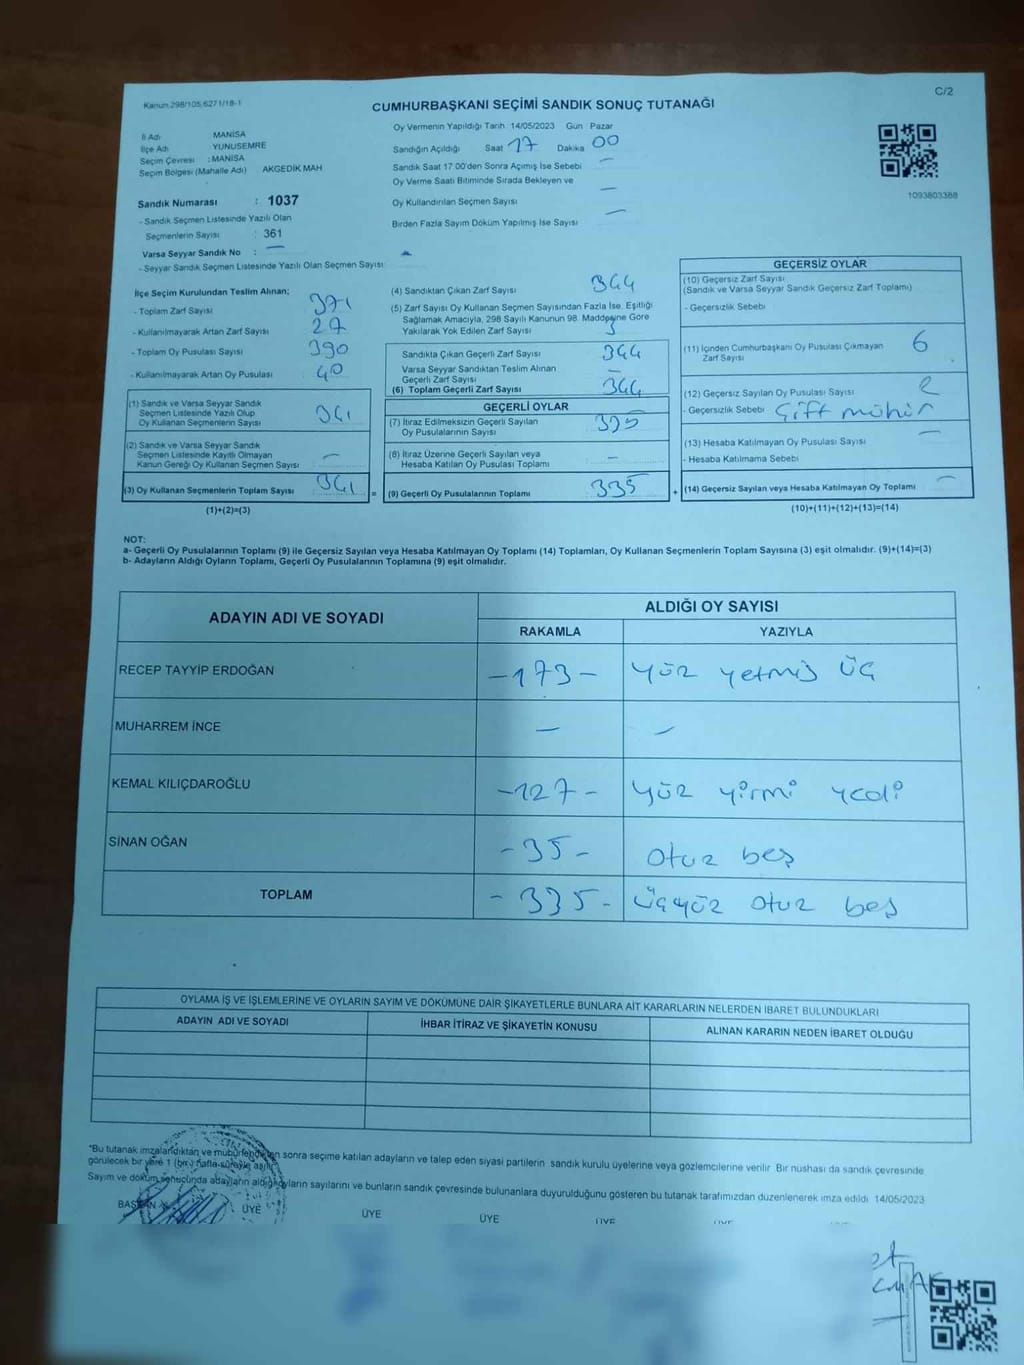 Kanun 298/105,6271/18-1
C/2
CUMHURBAŞKANI SEÇİMİ SANDIK SONUÇ TUTANAĞI
İl Adı MANİSA
İlçe Adı YUNUSEMRE
Seçim Çevresi : MANİSA
Seçim Bölgesi (Mahalle Adı) AKGEDİK MAH
Sandık Numarası : 1037
- Sandık Seçmen Listesinde Yazılı Olan
Seçmenlerin Sayısı : 361
Varsa Seyyar Sandık No : —
- Seyyar Sandık Seçmen Listesinde Yazılı Olan Seçmen Sayısı
Oy Vermenin Yapıldığı Tarih 14/05/2023 Gün Pazar
Sandığın Açıldığı Saat 17 Dakika 00
Sandık Saat 17.00'den Sonra Açılmış İse Sebebi —
Oy Verme Saati Bitiminde Sırada Bekleyen ve
Oy Kullandırılan Seçmen Sayısı —
Birden Fazla Sayım Döküm Yapılmış İse Sayısı —
1093803388
İlçe Seçim Kurulundan Teslim Alınan;
- Toplam Zarf Sayısı 371
- Kullanılmayarak Artan Zarf Sayısı 27
- Toplam Oy Pusulası Sayısı 390
- Kullanılmayarak Artan Oy Pusulası 40
(1) Sandık ve Varsa Seyyar Sandık
Seçmen Listesinde Yazılı Olup
Oy Kullanan Seçmenlerin Sayısı 341
(2) Sandık ve Varsa Seyyar Sandık
Seçmen Listesinde Kayıtlı Olmayan
Kanun Gereği Oy Kullanan Seçmen Sayısı —
(3) Oy Kullanan Seçmenlerin Toplam Sayısı 341
(1)+(2)=(3)
(4) Sandıktan Çıkan Zarf Sayısı 344
(5) Zarf Sayısı Oy Kullanan Seçmen Sayısından Fazla İse, Eşitliği
Sağlamak Amacıyla, 298 Sayılı Kanunun 98. Maddesine Göre
Yakılarak Yok Edilen Zarf Sayısı 3
Sandıkta Çıkan Geçerli Zarf Sayısı 344
Varsa Seyyar Sandıktan Teslim Alınan
Geçerli Zarf Sayısı
(6) Toplam Geçerli Zarf Sayısı 344
GEÇERLİ OYLAR
(7) İtiraz Edilmeksizin Geçerli Sayılan
Oy Pusulalarının Sayısı 335
(8) İtiraz Üzerine Geçerli Sayılan veya
Hesaba Katılan Oy Pusulası Toplamı —
= (9) Geçerli Oy Pusulalarının Toplamı 335
GEÇERSİZ OYLAR
(10) Geçersiz Zarf Sayısı
(Sandık ve Varsa Seyyar Sandık Geçersiz Zarf Toplamı)
- Geçersizlik Sebebi
(11) İçinden Cumhurbaşkanı Oy Pusulası Çıkmayan
Zarf Sayısı 6
(12) Geçersiz Sayılan Oy Pusulası Sayısı
- Geçersizlik Sebebi Çift mühür
(13) Hesaba Katılmayan Oy Pusulası Sayısı —
- Hesaba Katılmama Sebebi
+ (14) Geçersiz Sayılan veya Hesaba Katılmayan Oy Toplamı —
(10)+(11)+(12)+(13)=(14)
NOT:
a- Geçerli Oy Pusulalarının Toplamı (9) ile Geçersiz Sayılan veya Hesaba Katılmayan Oy Toplamı (14) Toplamları, Oy Kullanan Seçmenlerin Toplam Sayısına (3) eşit olmalıdır. (9)+(14)=(3)
b- Adayların Aldığı Oyların Toplamı, Geçerli Oy Pusulalarının Toplamına (9) eşit olmalıdır.
ADAYIN ADI VE SOYADI
ALDIĞI OY SAYISI
RAKAMLA YAZIYLA
RECEP TAYYİP ERDOĞAN -173- yüz yetmiş üç
MUHARREM İNCE — —
KEMAL KILIÇDAROĞLU -127- yüz yirmi yedi
SİNAN OĞAN -35- otuz beş
TOPLAM -335- üçyüz otuz beş
OYLAMA İŞ VE İŞLEMLERİNE VE OYLARIN SAYIM VE DÖKÜMÜNE DAİR ŞİKAYETLERLE BUNLARA AİT KARARLARIN NELERDEN İBARET BULUNDUKLARI
ADAYIN ADI VE SOYADI İHBAR İTİRAZ VE ŞİKAYETİN KONUSU ALINAN KARARIN NEDEN İBARET OLDUĞU
*Bu tutanak imzalandıktan ve mühürlendikten sonra seçime katılan adayların ve talep eden siyasi partilerin sandık kurulu üyelerine veya gözlemcilerine verilir. Bir nüshası da sandık çevresinde
görülecek bir yere 1 (bir) hafta süreyle asılır.
Sayım ve döküm sonucunda adayların aldığı oyların sayılarını ve bunların sandık çevresinde bulunanlara duyurulduğunu gösteren bu tutanak tarafımızdan düzenlenerek imza edildi 14/05/2023
BAŞKAN ÜYE ÜYE ÜYE ÜYE